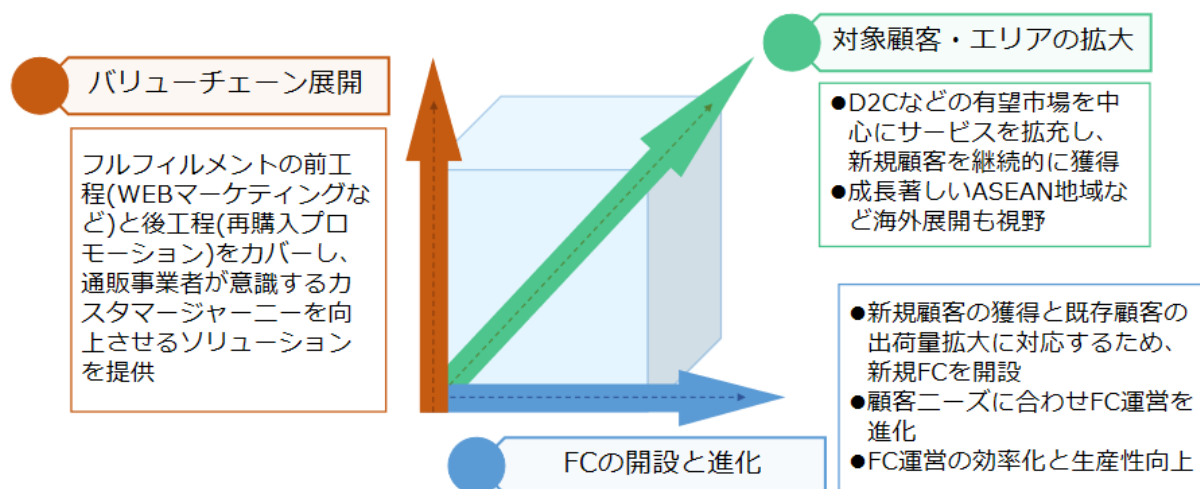 バリューチェーン展開
フルフィルメントの前工
程(WEBマーケティングな
ど)と後工程(再購入プロ
モーション)をカバーし、
通販事業者が意識するカ
スタマージャーニーを向
上させるソリューション
を提供
対象顧客・エリアの拡大
●D2Cなどの有望市場を中
心にサービスを拡充し、
新規顧客を継続的に獲得
●成長著しいASEAN地域な
ど海外展開も視野
FCの開設と進化
●新規顧客の獲得と既存顧客の
出荷量拡大に対応するため、
新規FCを開設
●顧客ニーズに合わせFC運営を
進化
●FC運営の効率化と生産性向上